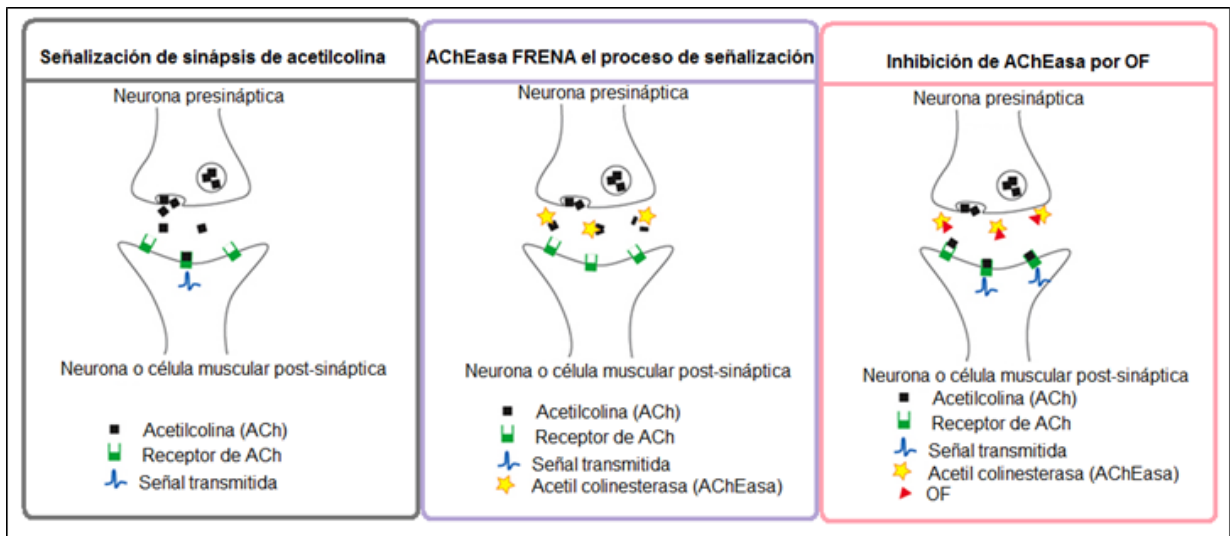 Señalización de sinápsis de acetilcolina
Neurona presináptica
Neurona o célula muscular post-sináptica
Acetilcolina (ACh)
Receptor de ACh
Señal transmitida
AChEasa FRENA el proceso de señalización
Neurona presináptica
Neurona o célula muscular post-sináptica
Acetilcolina (ACh)
Receptor de ACh
Señal transmitida
Acetil colinesterasa (AChEasa)
Inhibición de AChEasa por OF
Neurona presináptica
Neurona o célula muscular post-sináptica
Acetilcolina (ACh)
Receptor de ACh
Señal transmitida
Acetil colinesterasa (AChEasa)
OF